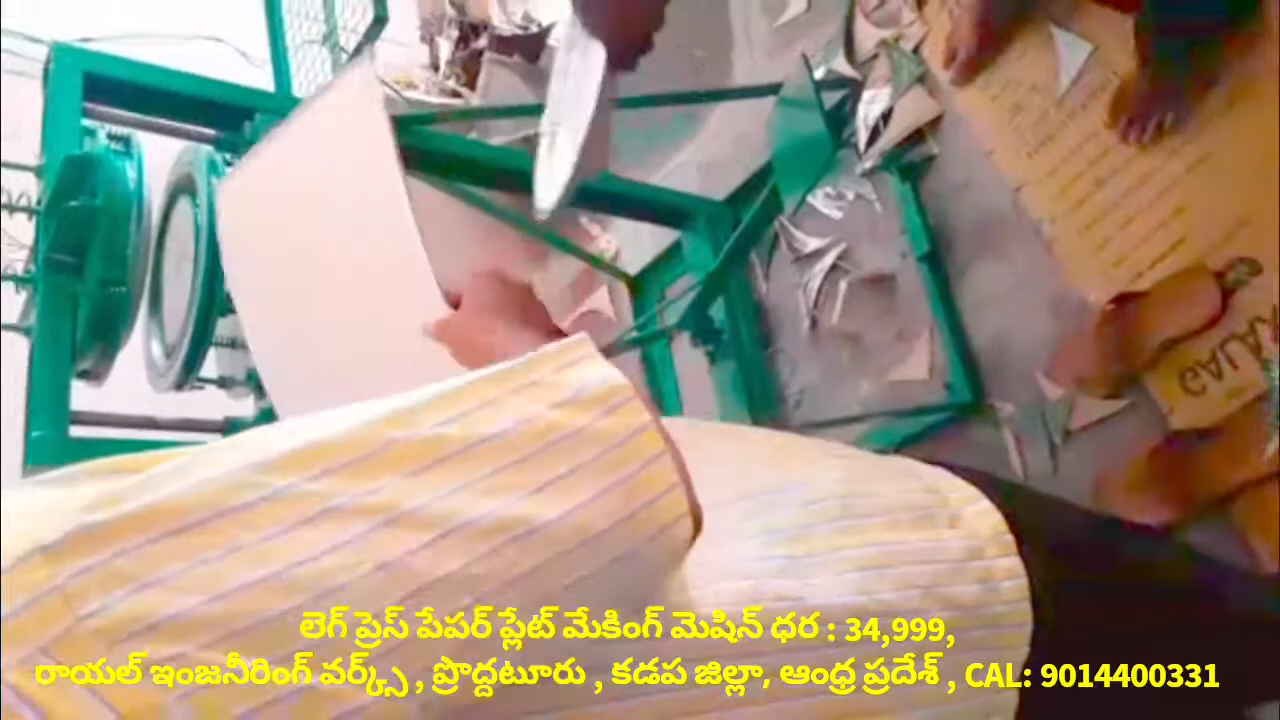 లెగ్ ప్రెస్ పేపర్ ప్లేట్ మేకింగ్ మెషిన్ ధర : 34,999,
రాయల్ ఇంజనీరింగ్ వర్క్స్ , ప్రొద్దటూరు , కడప జిల్లా, ఆంధ్ర ప్రదేశ్ , CAL: 9014400331